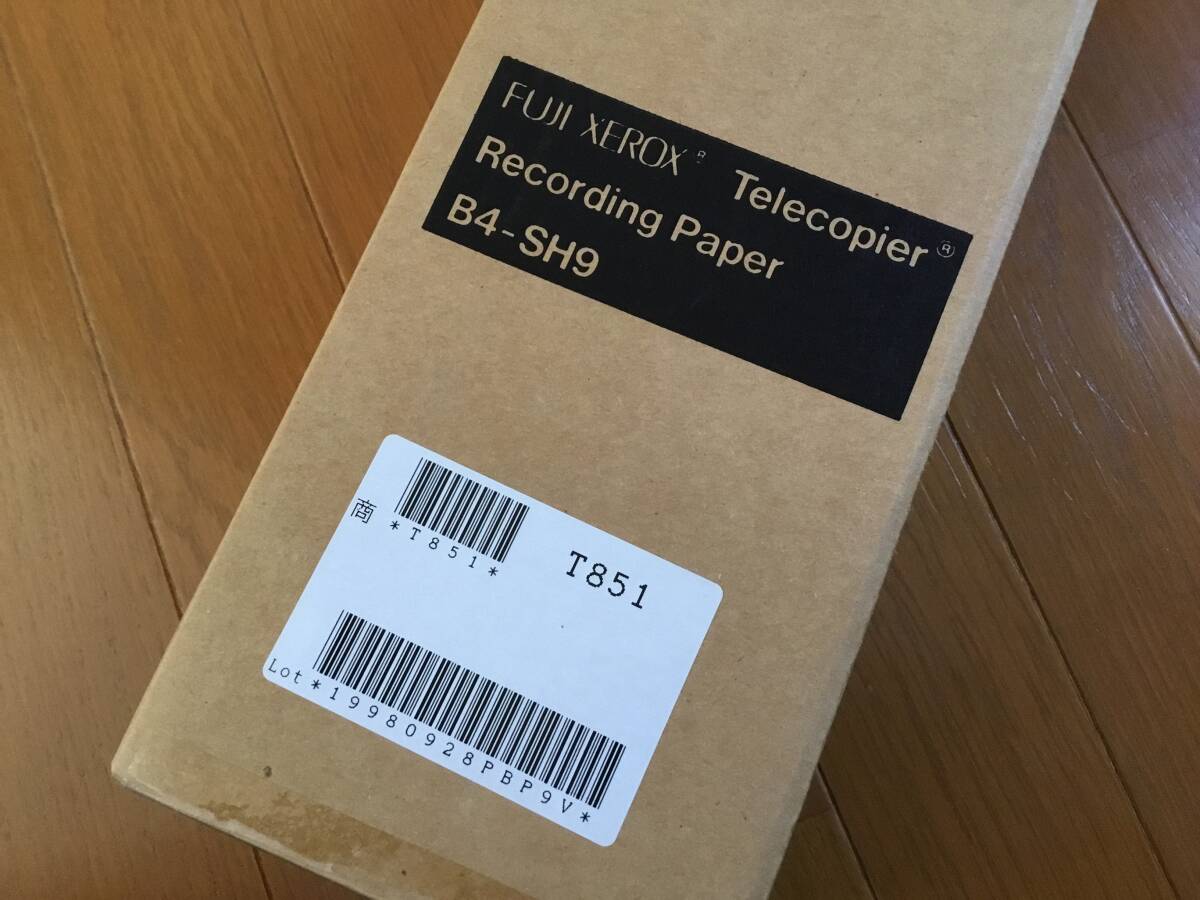 FUJI XEROX® Telecopier®
Recording Paper
B4-SH9
商
*T851*
T851
Lot *19980928PBP9V*